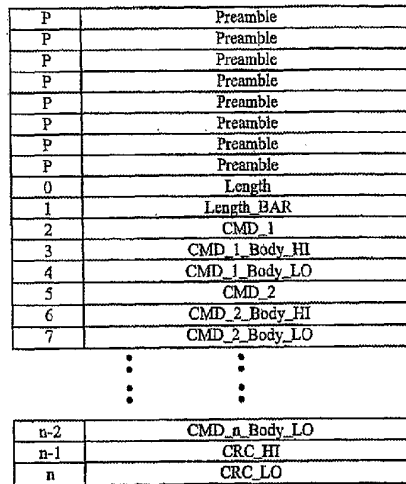 P Preamble
P Preamble
P Preamble
P Preamble
P Preamble
P Preamble
P Preamble
P Preamble
0 Length
1 Length_BAR
2 CMD_1
3 CMD_1_Body_HI
4 CMD_1_Body_LO
5 CMD_2
6 CMD_2_Body_HI
7 CMD_2_Body_LO
n-2 CMD_n_Body_LO
n-1 CRC_HI
n CRC_LO